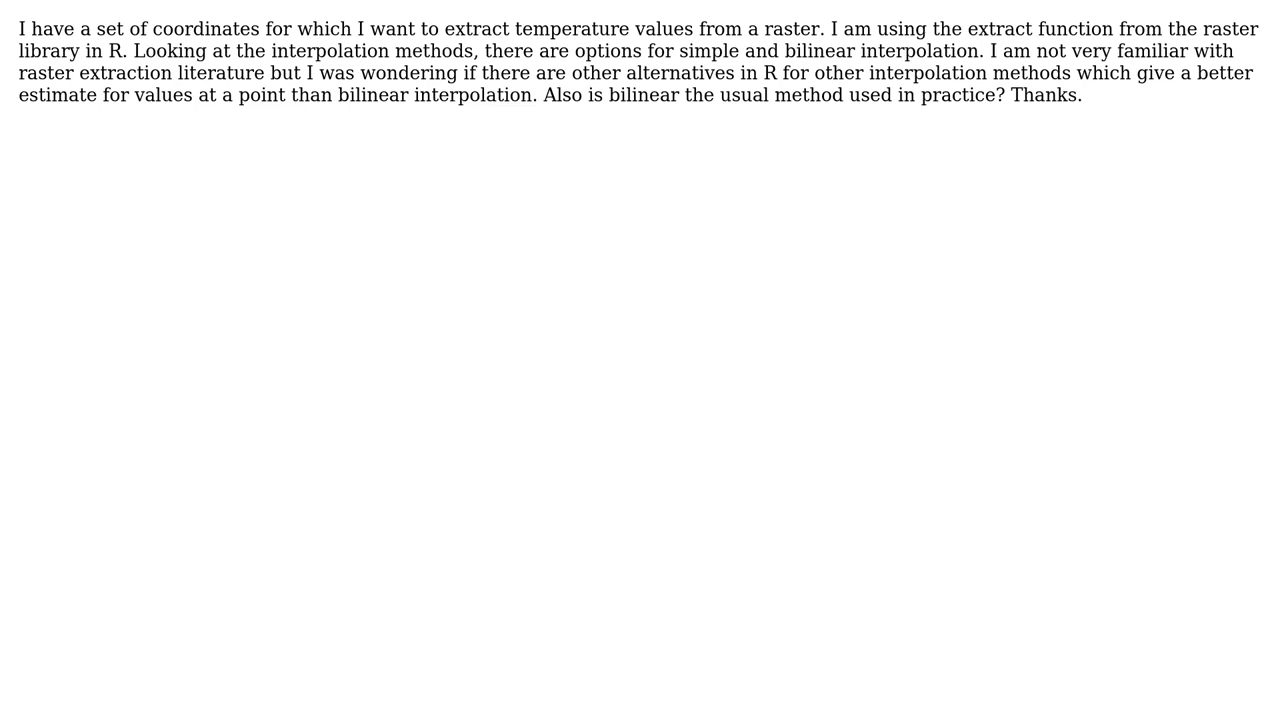 I have a set of coordinates for which I want to extract temperature values from a raster. I am using the extract function from the raster
library in R. Looking at the interpolation methods, there are options for simple and bilinear interpolation. I am not very familiar with
raster extraction literature but I was wondering if there are other alternatives in R for other interpolation methods which give a better
estimate for values at a point than bilinear interpolation. Also is bilinear the usual method used in practice? Thanks.